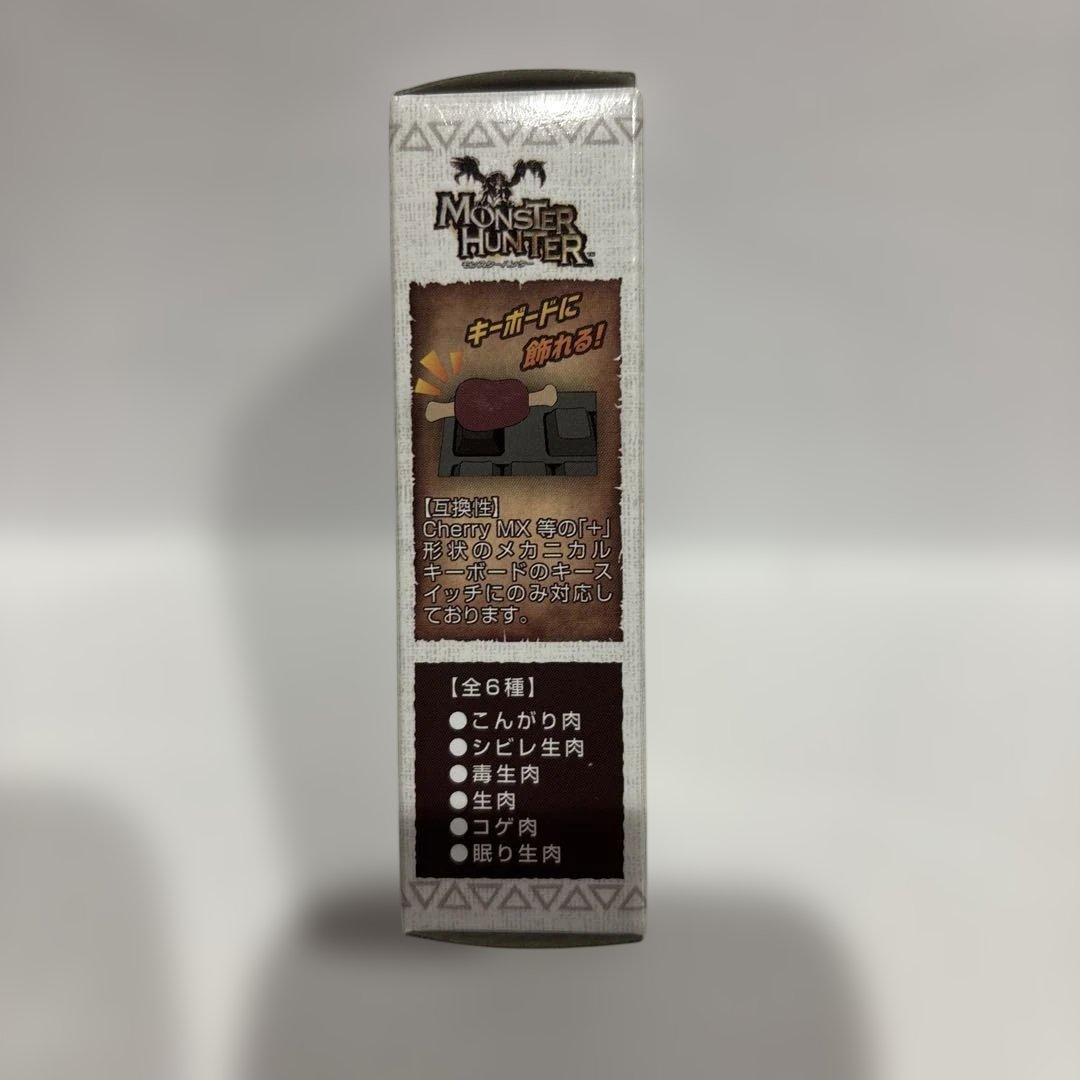 MONSTER
HUNTER
モンスターハンター
キーボードに
飾れる!
【互換性】
Cherry MX 等の「＋」
形状のメカニカル
キーボードのキース
イッチにのみ対応し
ております。
【全6種】
●こんがり肉
●シビレ生肉
●毒生肉
●生肉
●コゲ肉
●眠り生肉